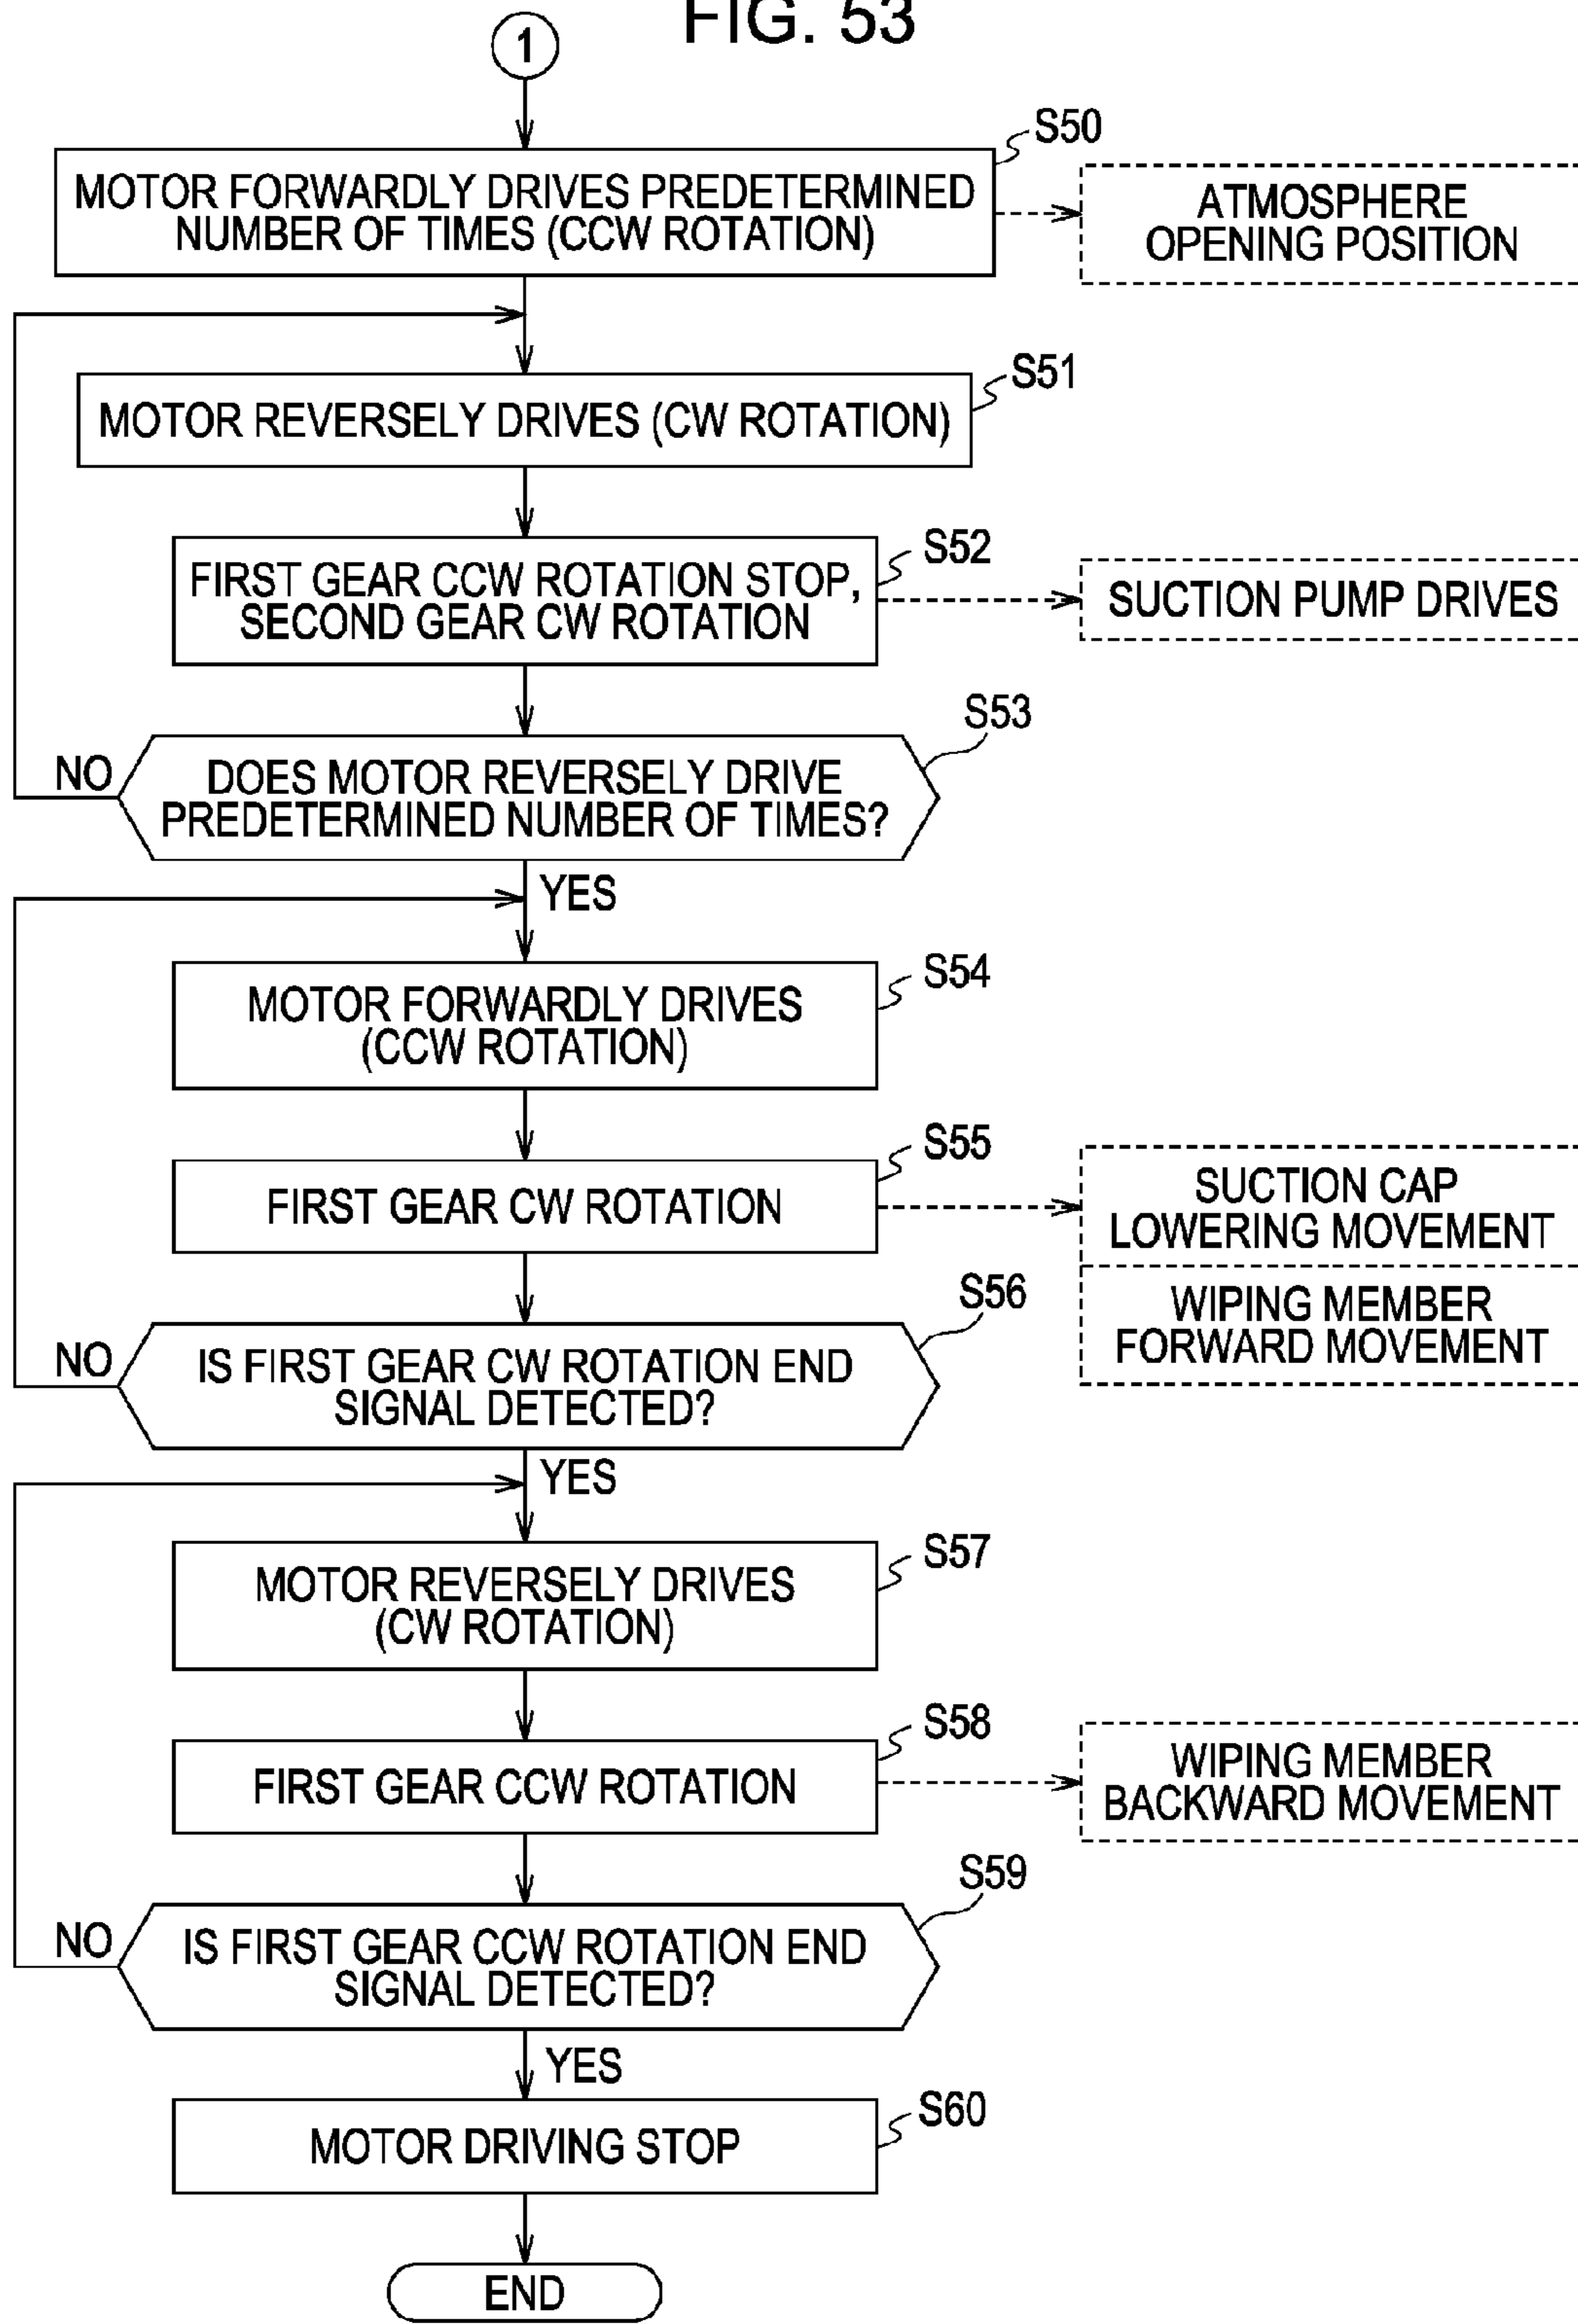 FIG. 53
1
S50
MOTOR FORWARDLY DRIVES PREDETERMINED
NUMBER OF TIMES (CCW ROTATION)
ATMOSPHERE
OPENING POSITION
S51
MOTOR REVERSELY DRIVES (CW ROTATION)
S52
FIRST GEAR CCW ROTATION STOP,
SECOND GEAR CW ROTATION
SUCTION PUMP DRIVES
S53
NO
DOES MOTOR REVERSELY DRIVE
PREDETERMINED NUMBER OF TIMES?
YES
S54
MOTOR FORWARDLY DRIVES
(CCW ROTATION)
S55
FIRST GEAR CW ROTATION
SUCTION CAP
LOWERING MOVEMENT
WIPING MEMBER
FORWARD MOVEMENT
S56
NO
IS FIRST GEAR CW ROTATION END
SIGNAL DETECTED?
YES
S57
MOTOR REVERSELY DRIVES
(CW ROTATION)
S58
FIRST GEAR CCW ROTATION
WIPING MEMBER
BACKWARD MOVEMENT
S59
NO
IS FIRST GEAR CCW ROTATION END
SIGNAL DETECTED?
YES
S60
MOTOR DRIVING STOP
END